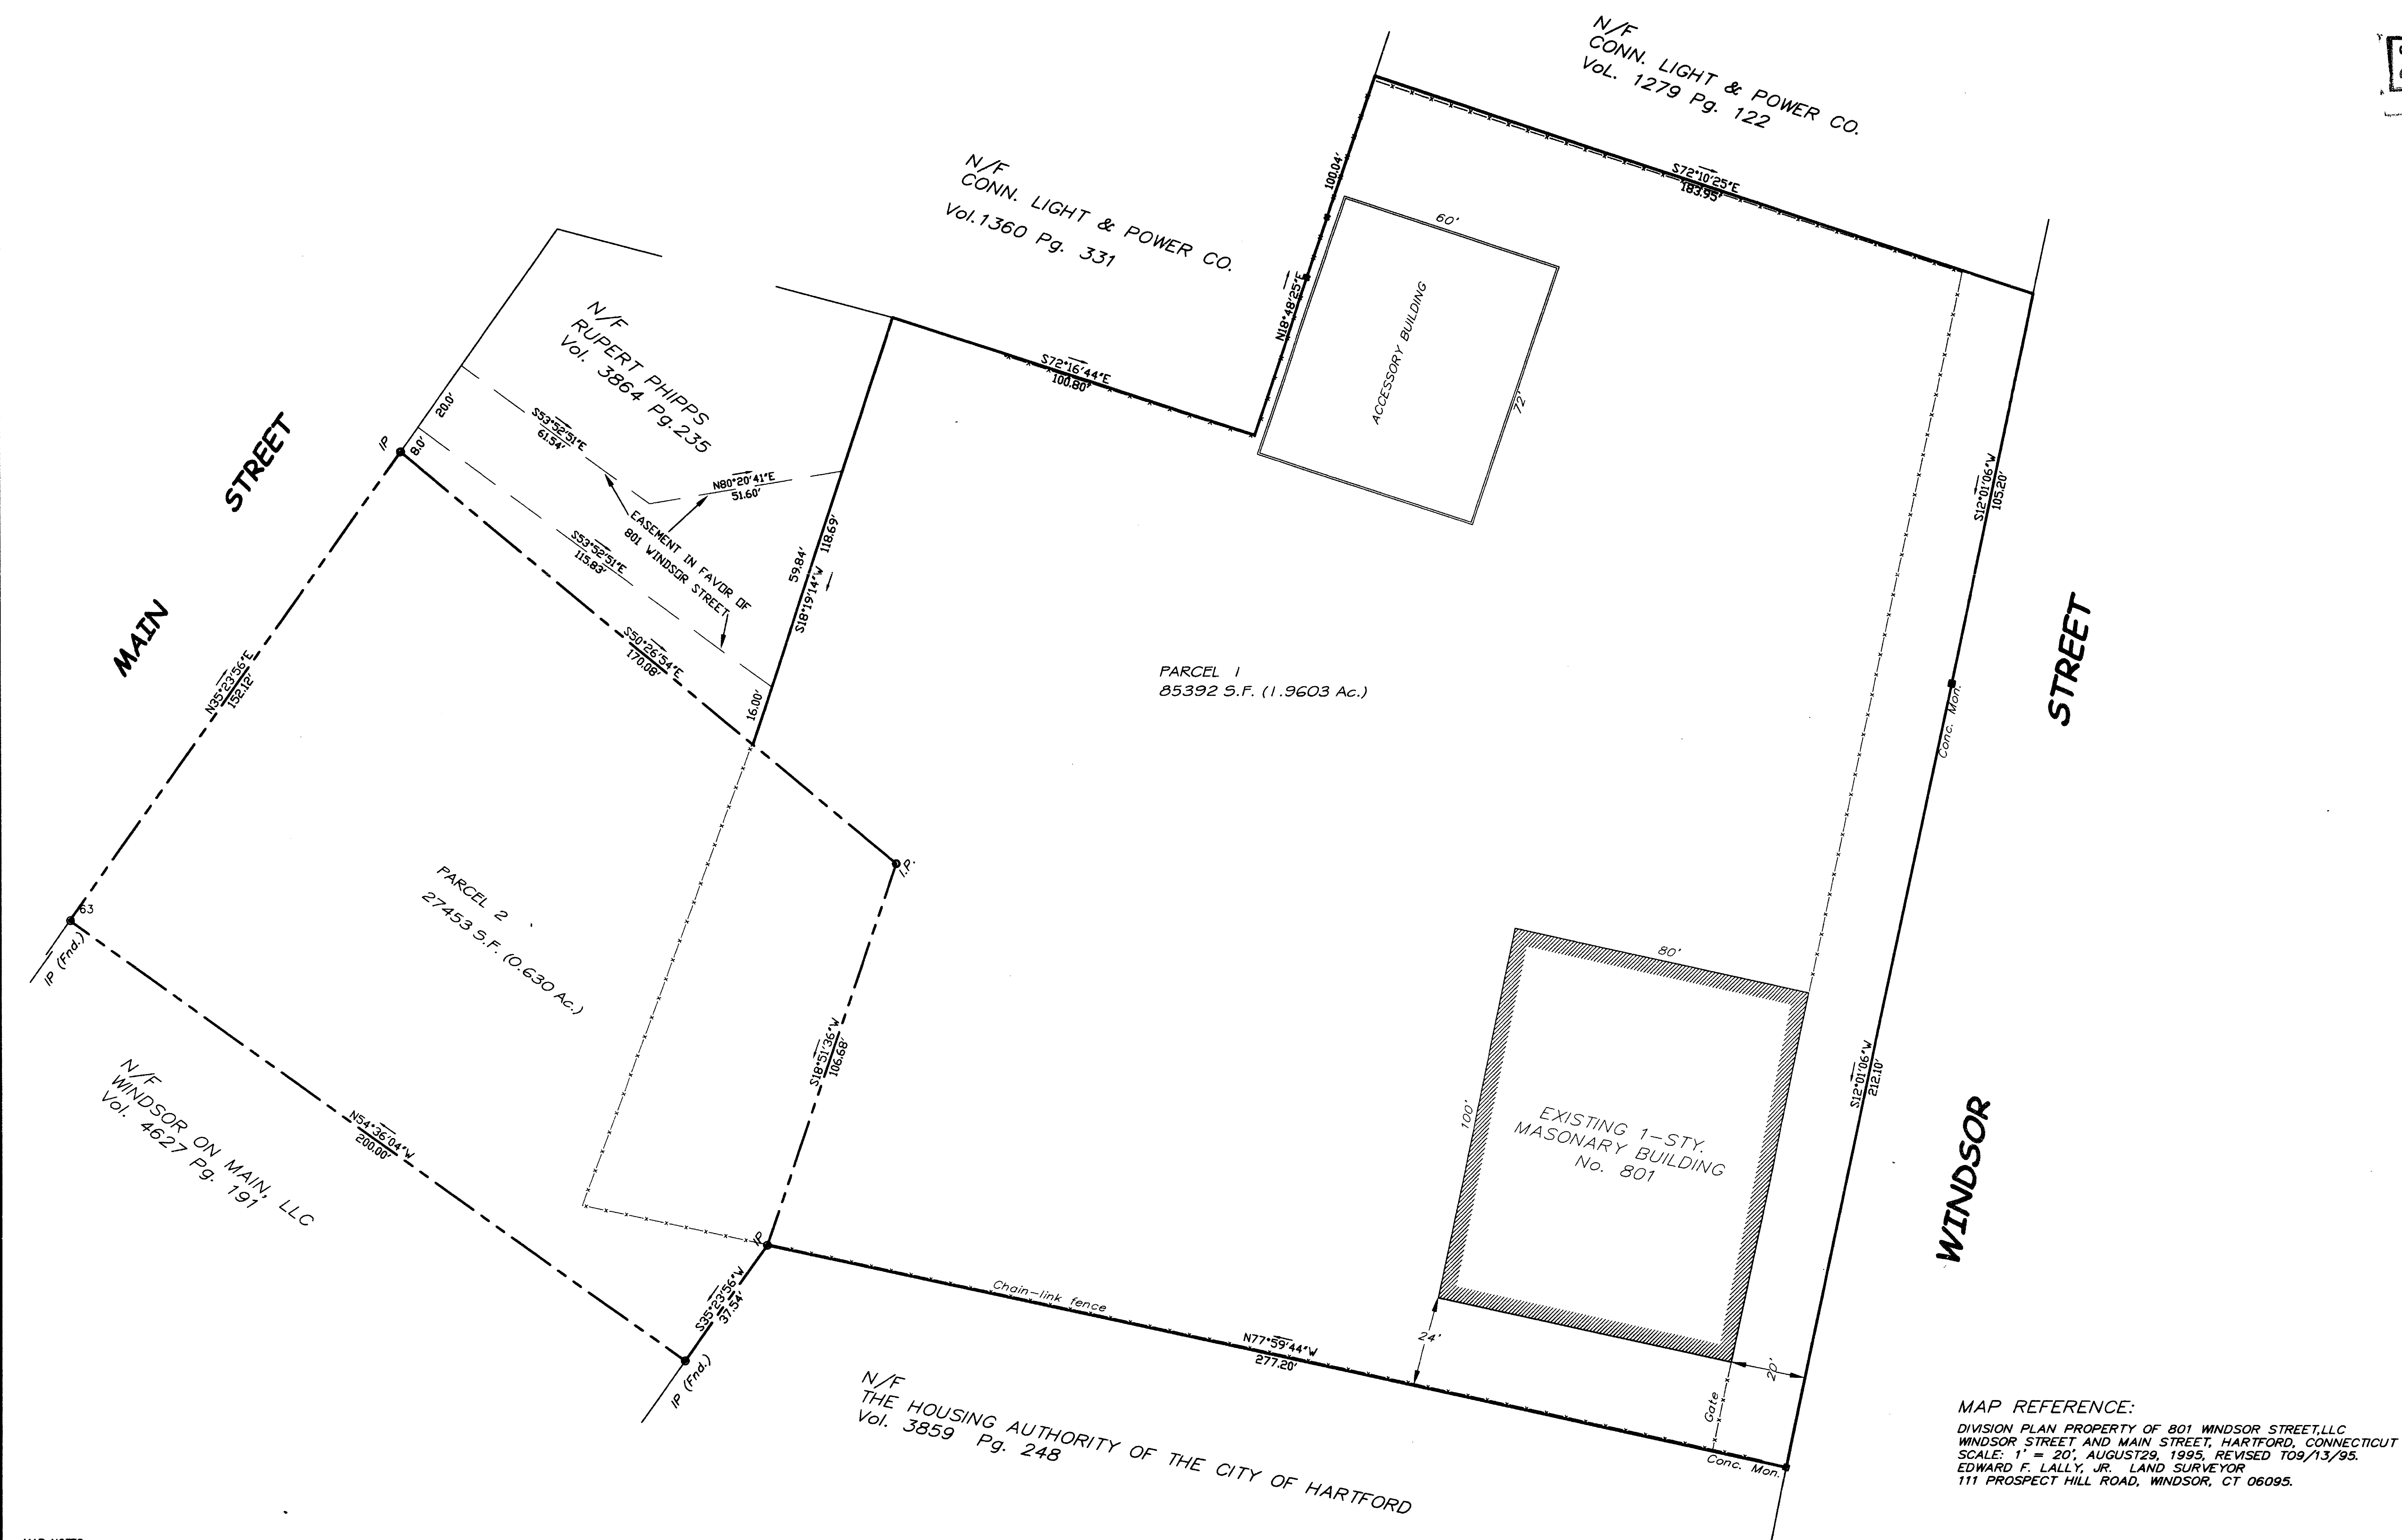 N/F
CONN. LIGHT & POWER CO.
VoL. 1279 Pg. 122
N/F
CONN. LIGHT & POWER CO.
Vol.1360 Pg. 331
100.04'
N18°48'25"E
S72°10'25"E
183.95'
60'
72'
ACCESSORY BUILDING
N/F
RUPERT PHIPPS
Vol. 3864 Pg.235
S72°16'44"E
100.80'
20.0'
8.0'
IP
S53°52'51"E
61.54'
N80°20'41"E
51.60'
EASEMENT IN FAVOR OF
801 WINDSOR STREET
S53°52'51"E
115.83'
59.84'
118.69'
S18°19'14"W
16.00'
S50°26'54"E
170.08'
MAIN STREET
N35°23'56"E
152.12'
PARCEL 1
85392 S.F. (1.9603 Ac.)
S12°01'06"W
105.20'
Conc. Mon.
WINDSOR STREET
I.P.
PARCEL 2
27453 S.F. (0.630 Ac.)
63
IP (Fnd.)
S18°51'36"W
106.68'
80'
100'
EXISTING 1-STY.
MASONARY BUILDING
No. 801
S12°01'06"W
212.10'
N/F
WINDSOR ON MAIN, LLC
Vol. 4627 Pg. 191
N54°36'04"W
200.00'
IP
S35°23'56"W
37.54'
IP (Fnd.)
Chain-link fence
N77°59'44"W
277.20'
24'
20'
Gate
Conc. Mon.
N/F
THE HOUSING AUTHORITY OF THE CITY OF HARTFORD
Vol. 3859 Pg. 248
MAP REFERENCE:
DIVISION PLAN PROPERTY OF 801 WINDSOR STREET,LLC
WINDSOR STREET AND MAIN STREET, HARTFORD, CONNECTICUT
SCALE: 1' = 20', AUGUST29, 1995, REVISED TO9/13/95.
EDWARD F. LALLY, JR. LAND SURVEYOR
111 PROSPECT HILL ROAD, WINDSOR, CT 06095.